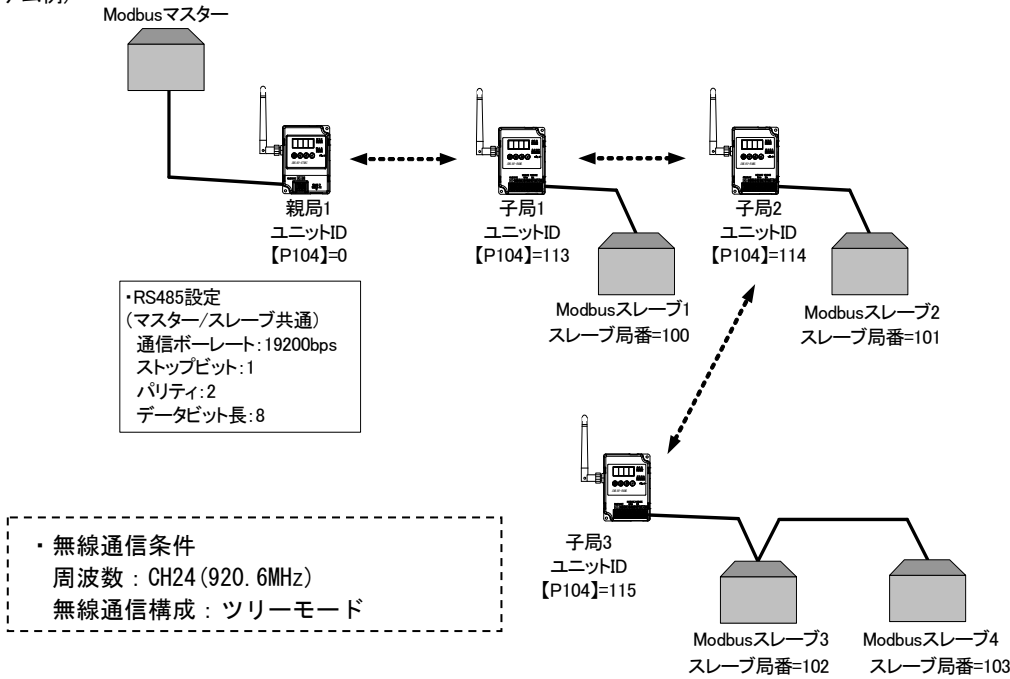 Modbusマスター
親局1
ユニットID
【P104】=0
子局1
ユニットID
【P104】=113
子局2
ユニットID
【P104】=114
Modbusスレーブ1
スレーブ局番=100
Modbusスレーブ2
スレーブ局番=101
・RS485設定
(マスター/スレーブ共通)
通信ボーレート:19200bps
ストップビット:1
パリティ:2
データビット長:8
子局3
ユニットID
【P104】=115
・無線通信条件
周波数:CH24(920.6MHz)
無線通信構成:ツリーモード
Modbusスレーブ3
スレーブ局番=102
Modbusスレーブ4
スレーブ局番=103